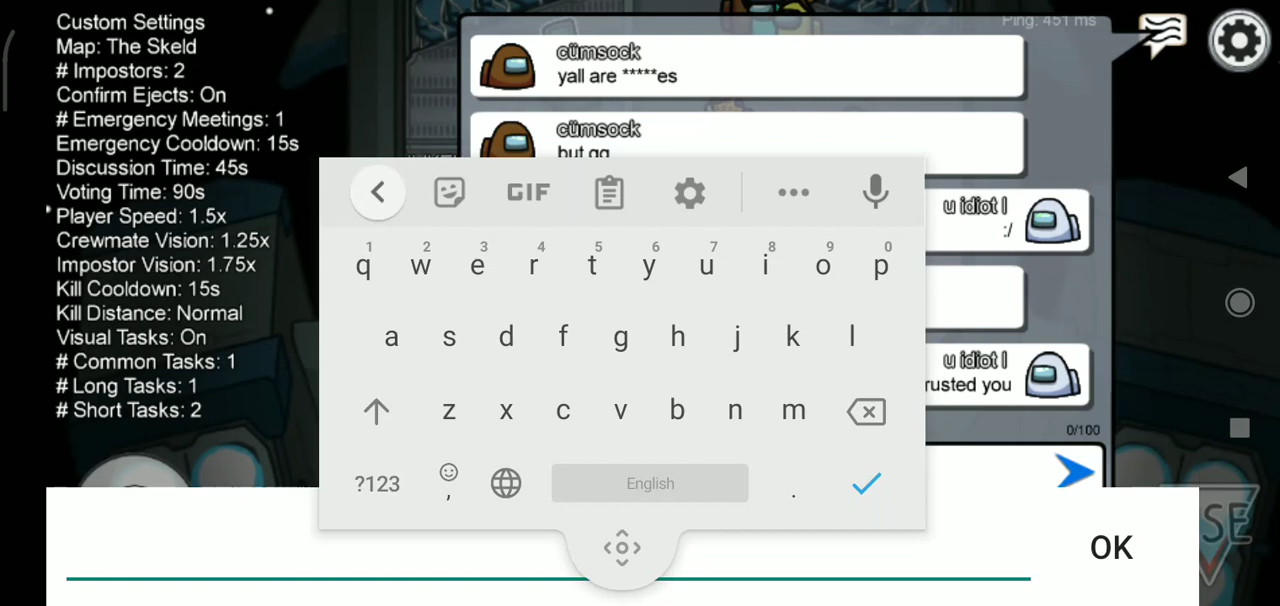 Custom Settings
Map: The Skeld
# Impostors: 2
Confirm Ejects: On
# Emergency Meetings: 1
Emergency Cooldown: 15s
Discussion Time: 45s
Voting Time: 90s
Player Speed: 1.5x
Crewmate Vision: 1.25x
Impostor Vision: 1.75x
Kill Cooldown: 15s
Kill Distance: Normal
Visual Tasks: On
# Common Tasks: 1
# Long Tasks: 1
# Short Tasks: 2
Ping: 451 ms
cümsock
yall are *****es
cümsock
but gg
u idiot I
:/
u idiot I
rusted you
0/100
GIF
1 2 3 4 5 6 7 8 9 0
q w e r t y u i o p
a s d f g h j k l
z x c v b n m
?123 , English .
OK
SE